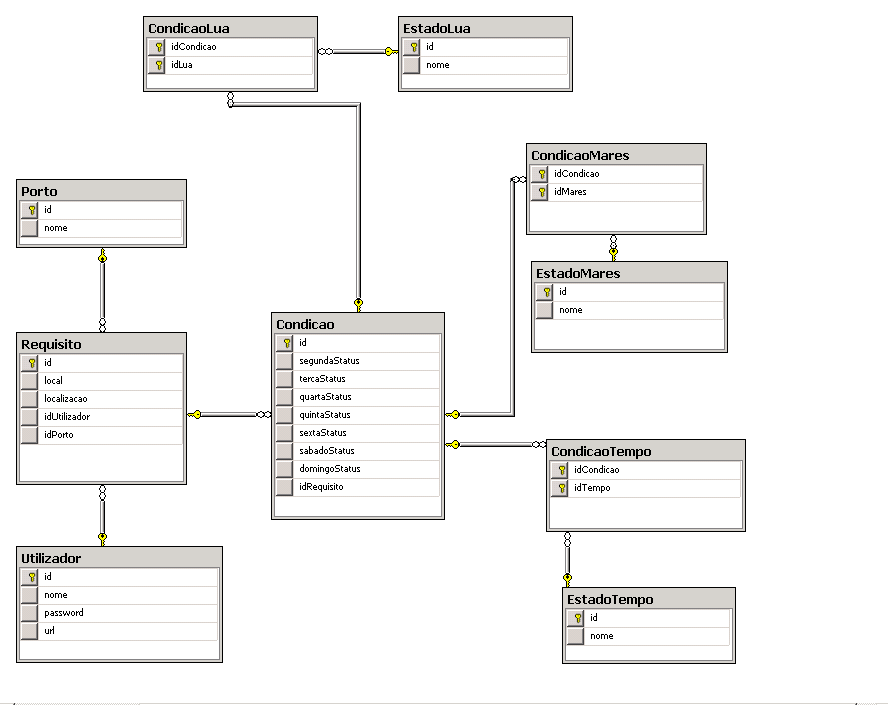 CondicaoLua
idCondicao
idLua
EstadoLua
id
nome
CondicaoMares
idCondicao
idMares
Porto
id
nome
EstadoMares
id
nome
Condicao
id
segundaStatus
tercaStatus
quartaStatus
quintaStatus
sextaStatus
sabadoStatus
domingoStatus
idRequisito
Requisito
id
local
localizacao
idUtilizador
idPorto
CondicaoTempo
idCondicao
idTempo
Utilizador
id
nome
password
url
EstadoTempo
id
nome